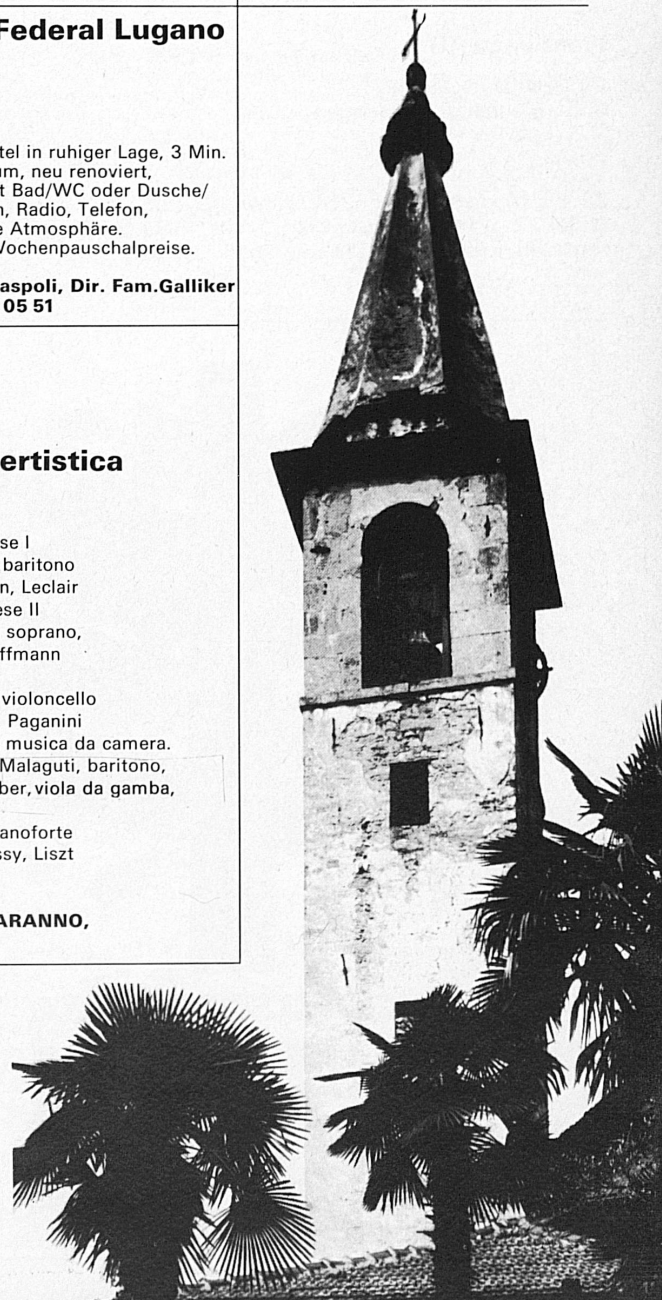 Federal Lugano
tel in ruhiger Lage, 3 Min.
um, neu renoviert,
t Bad/WC oder Dusche/
n, Radio, Telefon,
e Atmosphäre.
Wochenpauschalpreise.
aspoli, Dir. Fam.Galliker
05 51
ertistica
se I
baritono
n, Leclair
ese II
soprano,
ffmann
violoncello
Paganini
musica da camera.
Malaguti, baritono,
ber, viola da gamba,
anoforte
ssy, Liszt
ARANNO,